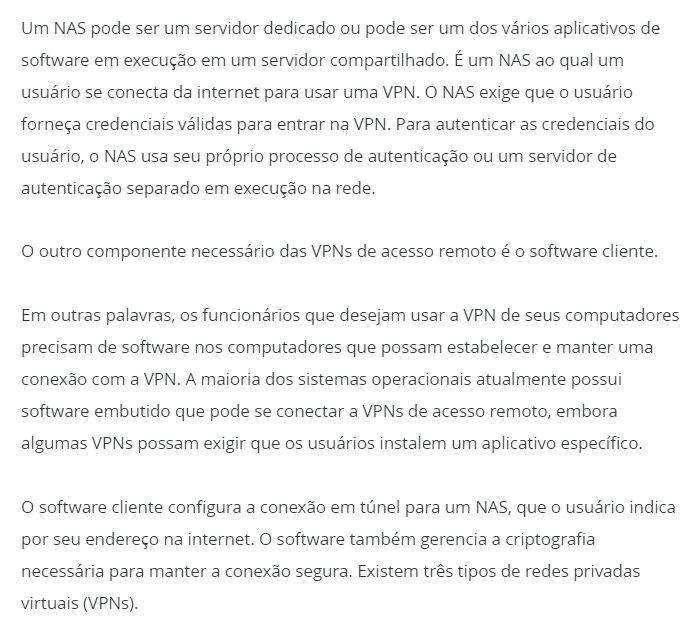 Um NAS pode ser um servidor dedicado ou pode ser um dos vários aplicativos de
software em execução em um servidor compartilhado. É um NAS ao qual um
usuário se conecta da internet para usar uma VPN. O NAS exige que o usuário
forneça credenciais válidas para entrar na VPN. Para autenticar as credenciais do
usuário, o NAS usa seu próprio processo de autenticação ou um servidor de
autenticação separado em execução na rede.
O outro componente necessário das VPNs de acesso remoto é o software cliente.
Em outras palavras, os funcionários que desejam usar a VPN de seus computadores
precisam de software nos computadores que possam estabelecer e manter uma
conexão com a VPN. A maioria dos sistemas operacionais atualmente possui
software embutido que pode se conectar a VPNs de acesso remoto, embora
algumas VPNs possam exigir que os usuários instalem um aplicativo específico.
O software cliente configura a conexão em túnel para um NAS, que o usuário indica
por seu endereço na internet. O software também gerencia a criptografia
necessária para manter a conexão segura. Existem três tipos de redes privadas
virtuais (VPNs).